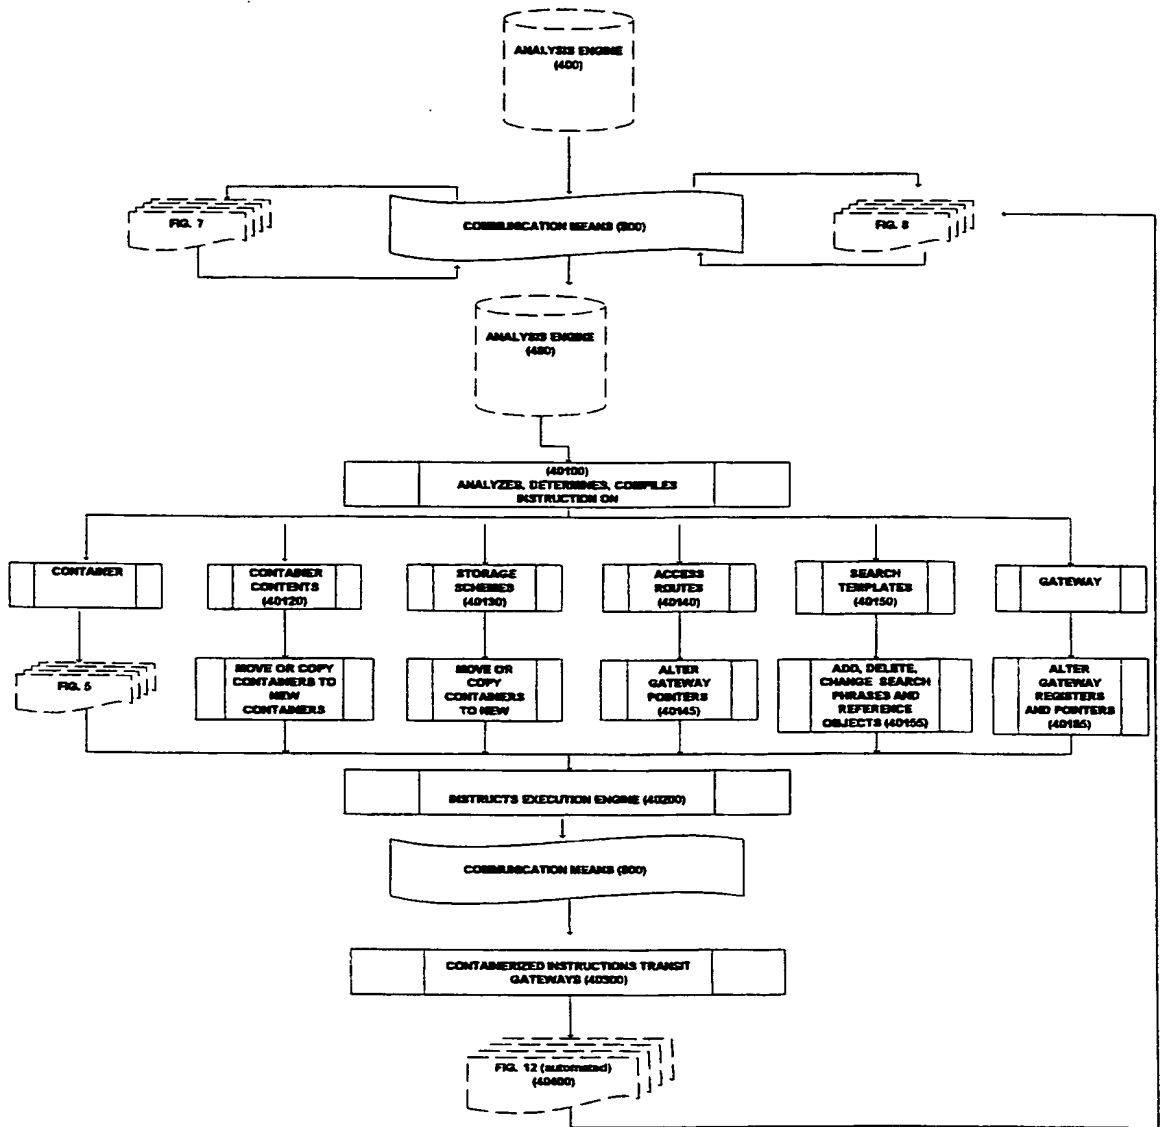 ANALYSIS ENGINE
(400)
FIG. 7
COMMUNICATION MEANS (800)
FIG. 8
ANALYSIS ENGINE
(400)
(40100)
ANALYZES, DETERMINES, COMPILES
INSTRUCTION ON
CONTAINER
CONTAINER
CONTENTS
(40120)
STORAGE
SCHEMES
(40130)
ACCESS
ROUTES
(40140)
SEARCH
TEMPLATES
(40150)
GATEWAY
FIG. 5
MOVE OR COPY
CONTAINERS TO
NEW
CONTAINERS
MOVE OR
COPY
CONTAINERS
TO NEW
ALTER
GATEWAY
POINTERS
(40145)
ADD, DELETE,
CHANGE SEARCH
PHRASES AND
REFERENCE
OBJECTS (40155)
ALTER
GATEWAY
REGISTERS
AND POINTERS
(40165)
INSTRUCTS EXECUTION ENGINE (40200)
COMMUNICATION MEANS (800)
CONTAINERIZED INSTRUCTIONS TRANSIT
GATEWAYS (40300)
FIG. 12 (automated)
(40400)